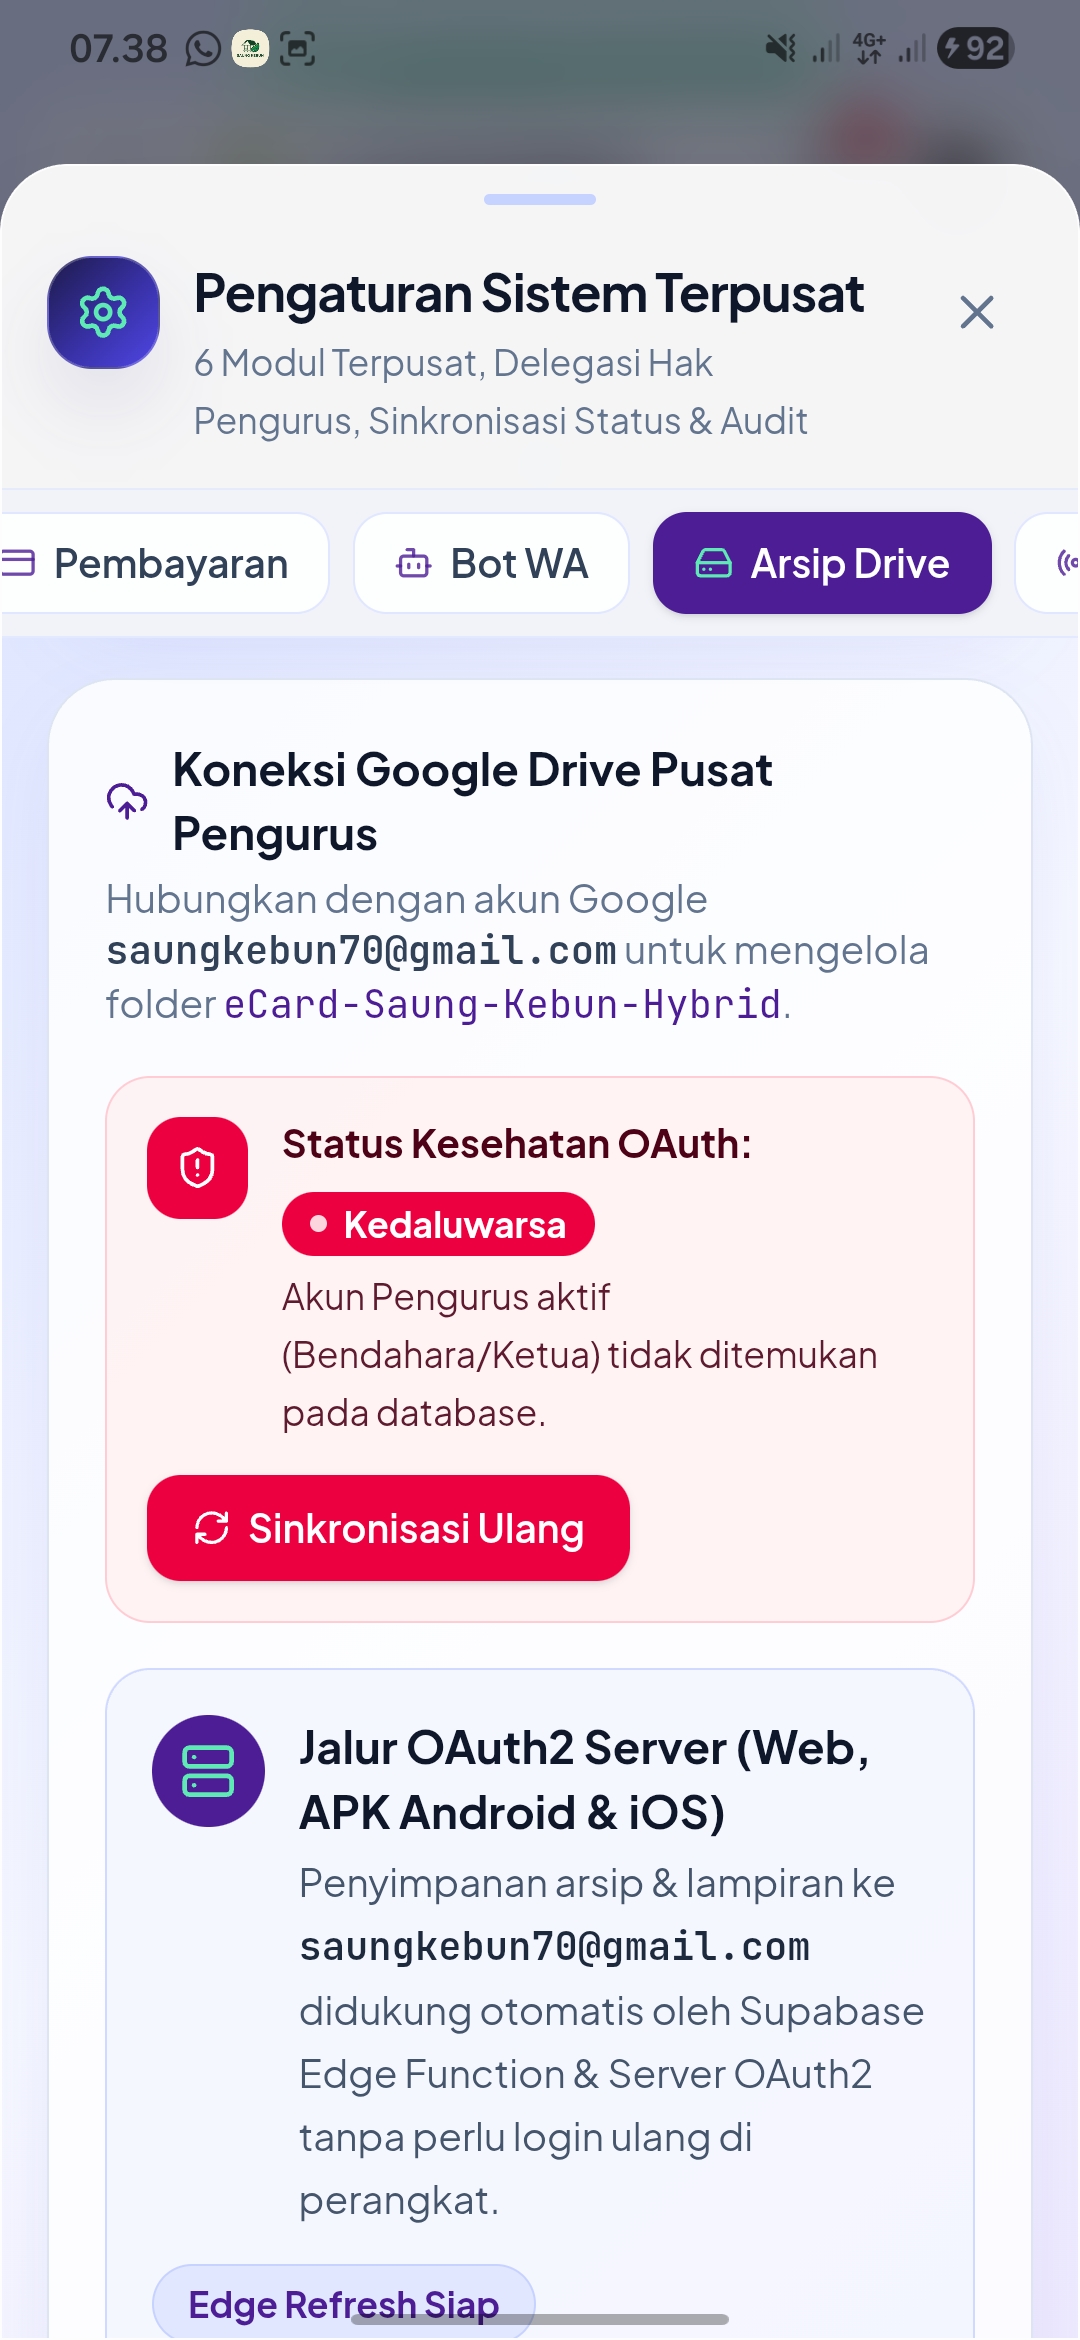 07.38
4G+
92
Pengaturan Sistem Terpusat
6 Modul Terpusat, Delegasi Hak
Pengurus, Sinkronisasi Status & Audit
Pembayaran
Bot WA
Arsip Drive
Koneksi Google Drive Pusat
Pengurus
Hubungkan dengan akun Google
saungkebun70@gmail.com untuk mengelola
folder eCard-Saung-Kebun-Hybrid.
Status Kesehatan OAuth:
Kedaluwarsa
Akun Pengurus aktif
(Bendahara/Ketua) tidak ditemukan
pada database.
Sinkronisasi Ulang
Jalur OAuth2 Server (Web,
APK Android & iOS)
Penyimpanan arsip & lampiran ke
saungkebun70@gmail.com
didukung otomatis oleh Supabase
Edge Function & Server OAuth2
tanpa perlu login ulang di
perangkat.
Edge Refresh Siap